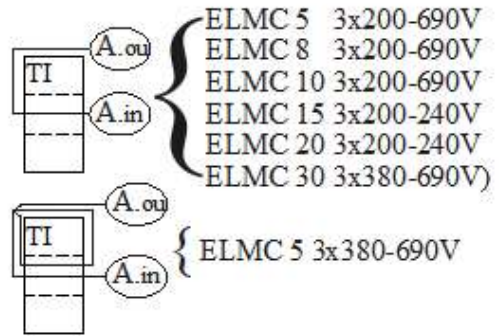 A.ou
TI
A.in
ELMC 5 3x200-690V
ELMC 8 3x200-690V
ELMC 10 3x200-690V
ELMC 15 3x200-240V
ELMC 20 3x200-240V
ELMC 30 3x380-690V)
A.ou
TI
A.in
ELMC 5 3x380-690V